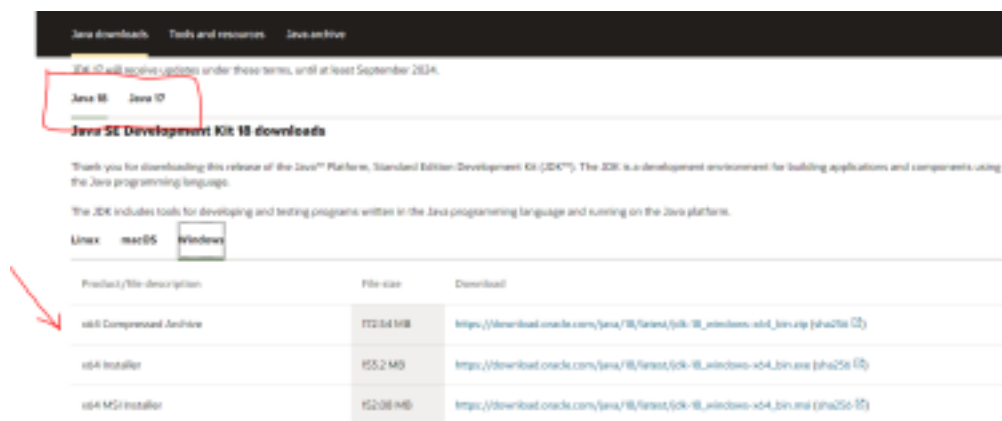 Java downloads Tools and resources Java archive
JDK 17 will receive updates under these terms, until at least September 2024.
Java 18 Java 17
Java SE Development Kit 18 downloads
Thank you for downloading this release of the Java™ Platform, Standard Edition Development Kit (JDK™). The JDK is a development environment for building applications and components using
the Java programming language.
The JDK includes tools for developing and testing programs written in the Java programming language and running on the Java platform.
Linux macOS Windows
Product/file description File size Download
x64 Compressed Archive 172.54 MB https://download.oracle.com/java/18/latest/jdk-18_windows-x64_bin.zip (sha256)
x64 Installer 153.2 MB https://download.oracle.com/java/18/latest/jdk-18_windows-x64_bin.exe (sha256)
x64 MSI Installer 152.08 MB https://download.oracle.com/java/18/latest/jdk-18_windows-x64_bin.msi (sha256)